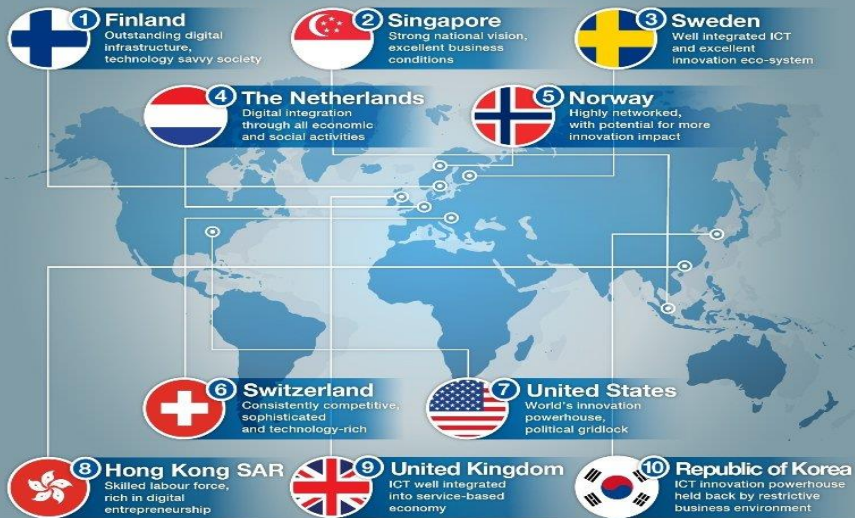 1 Finland
Outstanding digital
infrastructure,
technology savvy society
2 Singapore
Strong national vision,
excellent business
conditions
3 Sweden
Well integrated ICT
and excellent
innovation eco-system
4 The Netherlands
Digital integration
through all economic
and social activities
5 Norway
Highly networked,
with potential for more
innovation impact
6 Switzerland
Consistently competitive,
sophisticated
and technology-rich
7 United States
World's innovation
powerhouse,
political gridlock
8 Hong Kong SAR
Skilled labour force,
rich in digital
entrepreneurship
9 United Kingdom
ICT well integrated
into service-based
economy
10 Republic of Korea
ICT innovation powerhouse
held back by restrictive
business environment